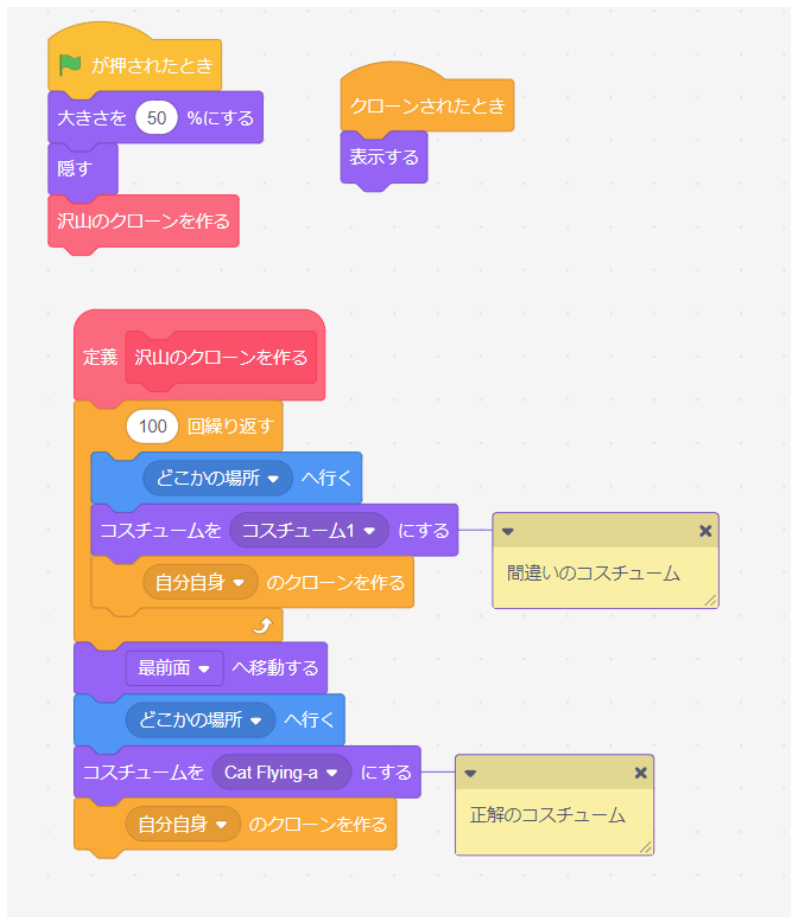 が押されたとき
大きさを 50 %にする
隠す
沢山のクローンを作る
クローンされたとき
表示する
定義 沢山のクローンを作る
100 回繰り返す
どこかの場所 へ行く
コスチュームを コスチューム1 にする
間違いのコスチューム
自分自身 のクローンを作る
最前面 へ移動する
どこかの場所 へ行く
コスチュームを Cat Flying-a にする
正解のコスチューム
自分自身 のクローンを作る